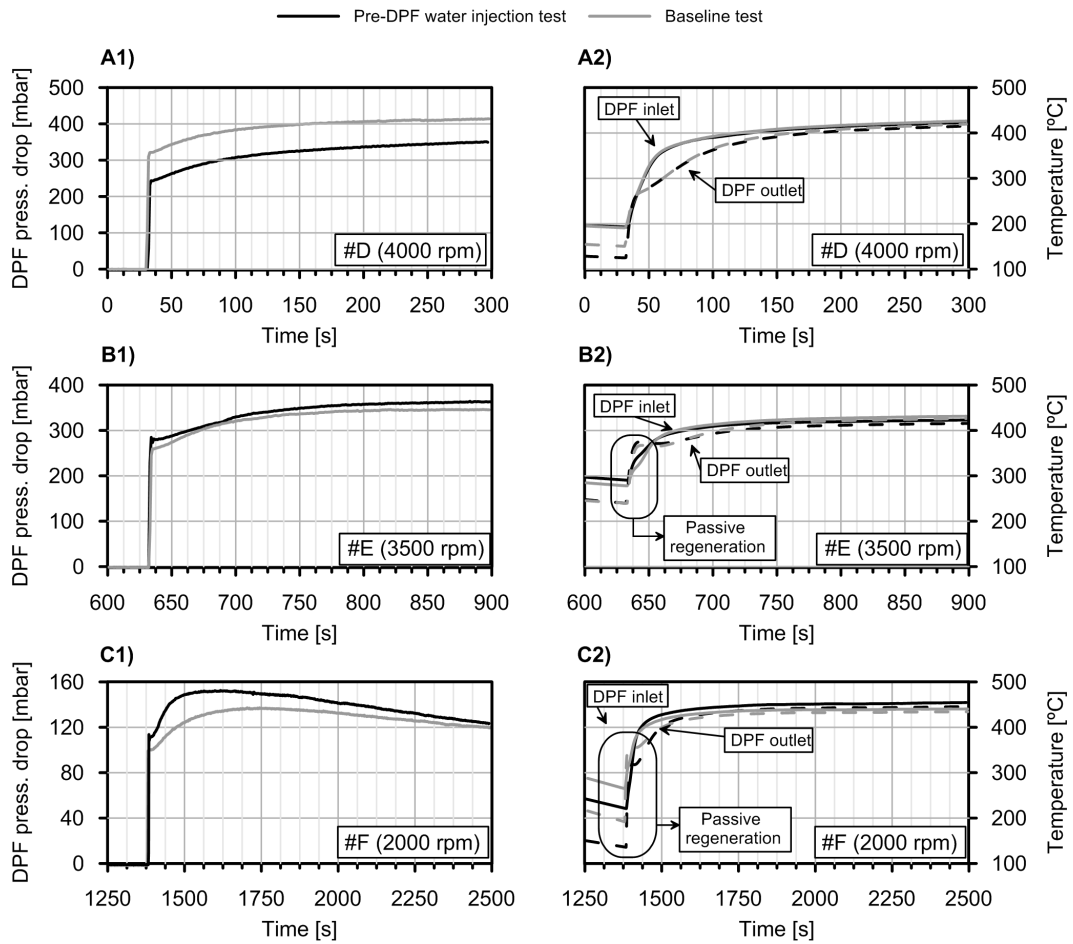 Pre-DPF water injection test
Baseline test
A1)
DPF press. drop [mbar]
500
400
300
200
100
0
#D (4000 rpm)
0 50 100 150 200 250 300
Time [s]
A2)
DPF inlet
DPF outlet
#D (4000 rpm)
500
400
300
200
100
Temperature [ºC]
0 50 100 150 200 250 300
Time [s]
B1)
DPF press. drop [mbar]
400
300
200
100
0
#E (3500 rpm)
600 650 700 750 800 850 900
Time [s]
B2)
DPF inlet
DPF outlet
Passive
regeneration
#E (3500 rpm)
500
400
300
200
100
Temperature [ºC]
600 650 700 750 800 850 900
Time [s]
C1)
DPF press. drop [mbar]
160
120
80
40
0
#F (2000 rpm)
1250 1500 1750 2000 2250 2500
Time [s]
C2)
DPF inlet
DPF outlet
Passive
regeneration
#F (2000 rpm)
500
400
300
200
100
Temperature [ºC]
1250 1500 1750 2000 2250 2500
Time [s]